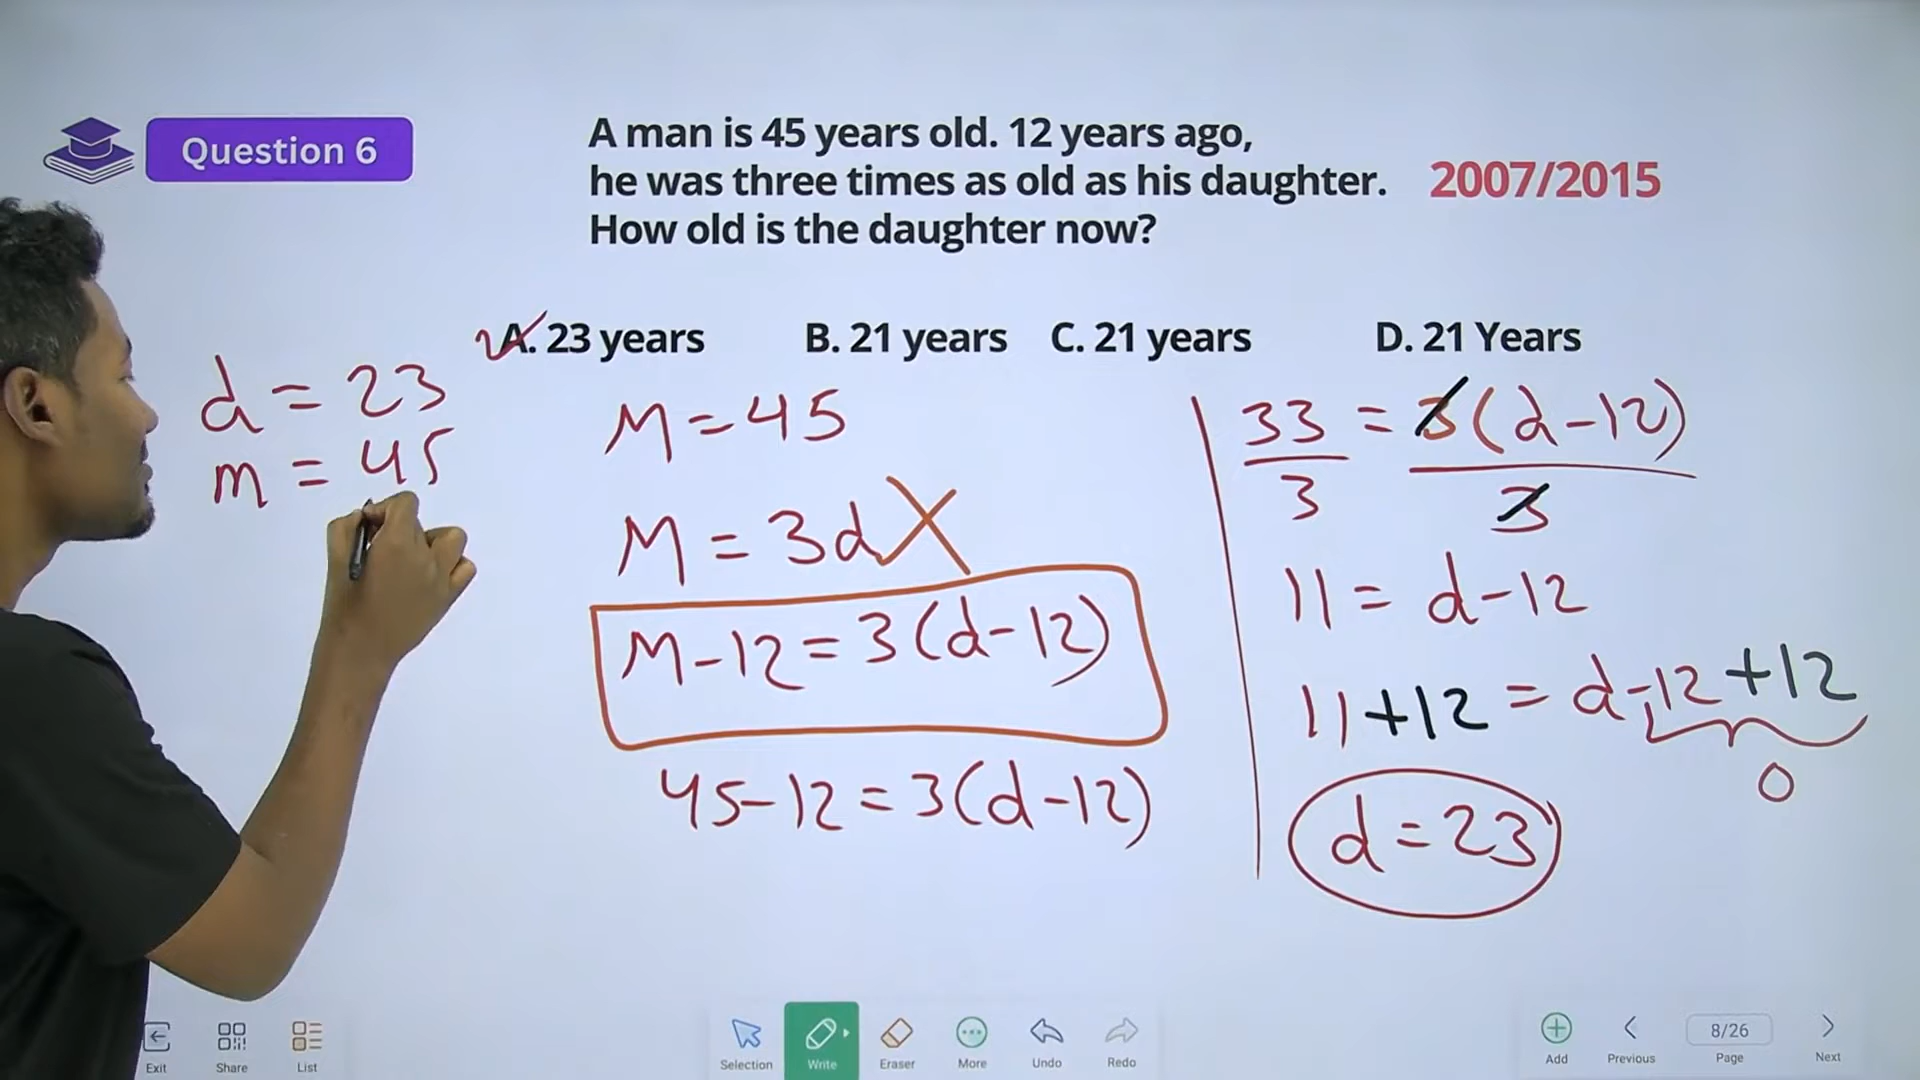 Question 6
A man is 45 years old. 12 years ago,
he was three times as old as his daughter.
How old is the daughter now?
2007/2015
A. 23 years
B. 21 years
C. 21 years
D. 21 Years
d = 23
m = 45
M = 45
M = 3d X
M - 12 = 3(d - 12)
45 - 12 = 3(d - 12)
33 = 3(d - 12)
3 3
11 = d - 12
11 + 12 = d - 12 + 12
0
d = 23
Exit
Share
List
Selection
Write
Eraser
More
Undo
Redo
Add
Previous
8/26
Page
Next